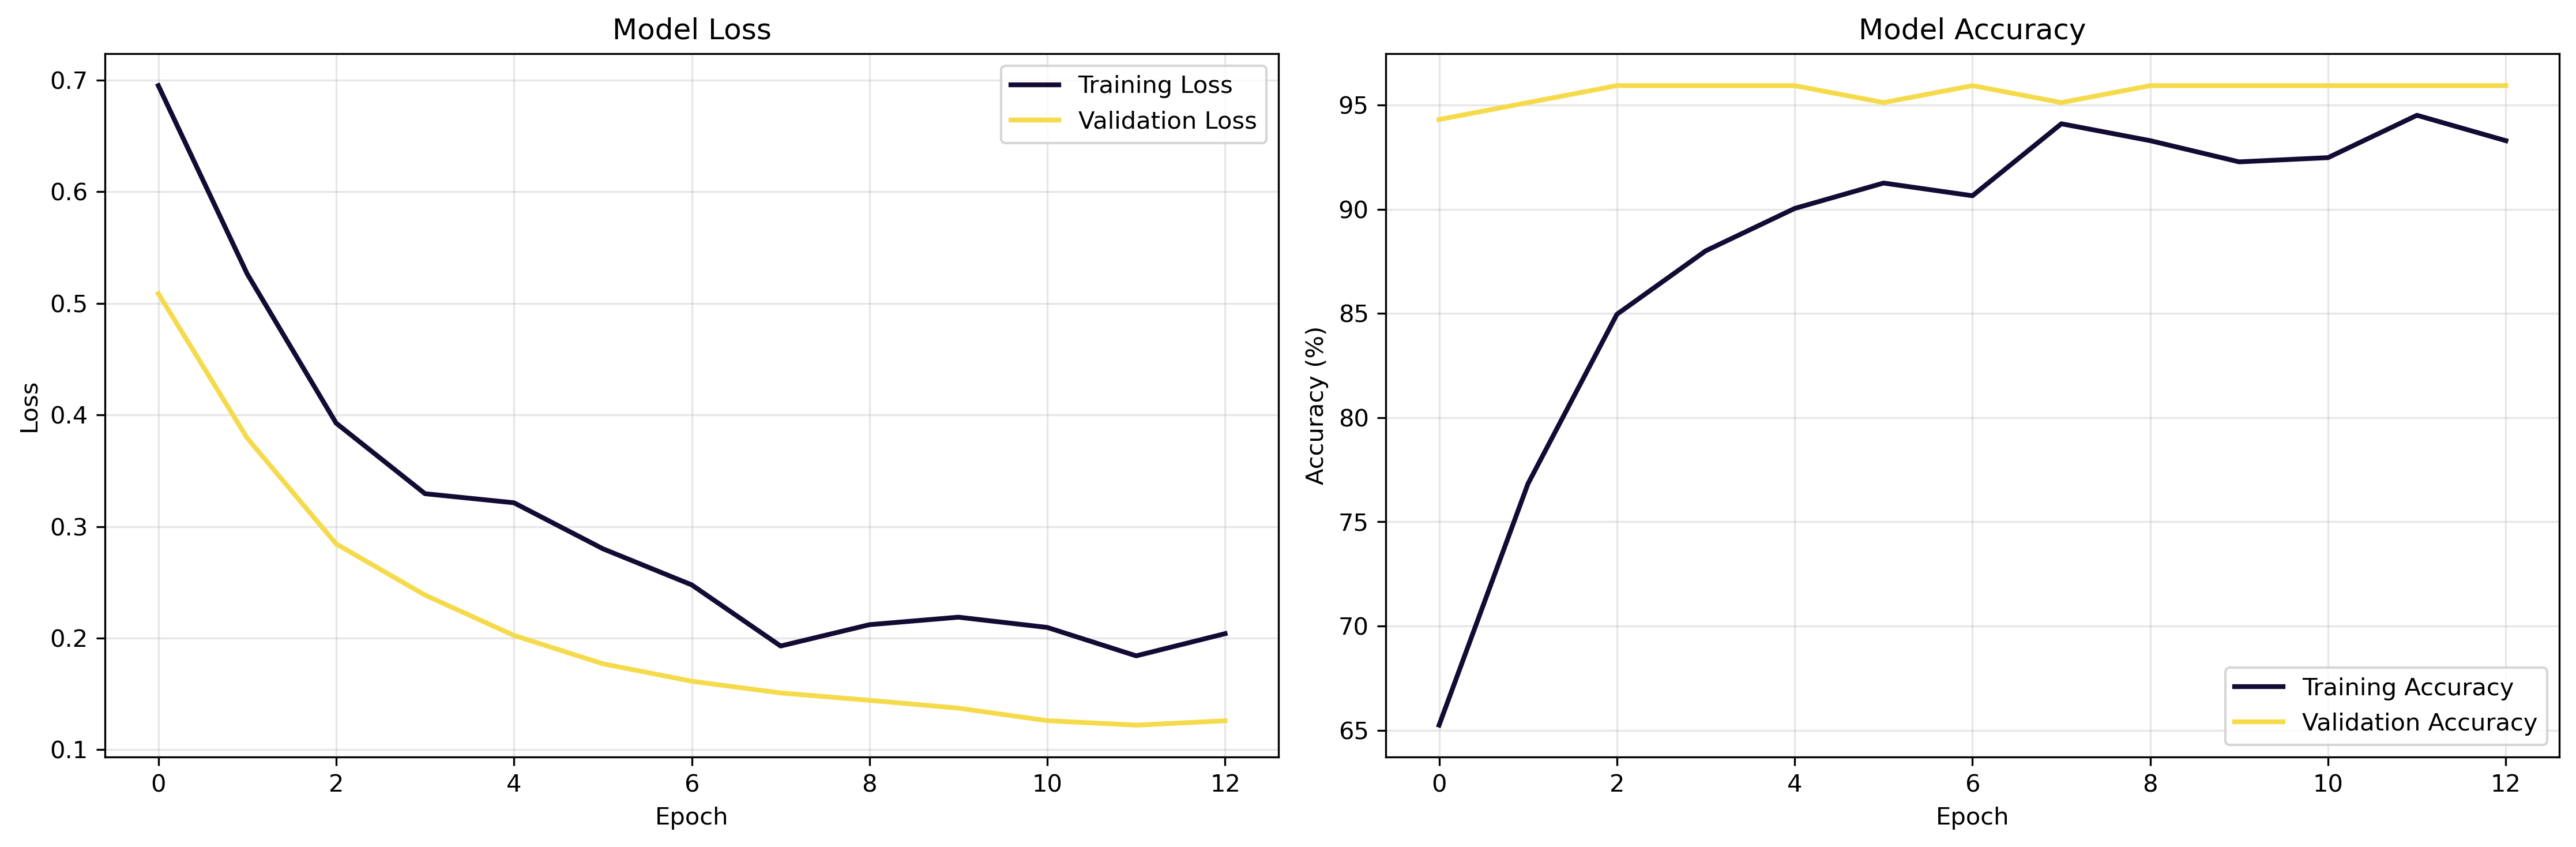 Model Loss
Training Loss
Validation Loss
0.7
0.6
0.5
0.4
0.3
0.2
0.1
Loss
0 2 4 6 8 10 12
Epoch
Model Accuracy
95
90
85
80
75
70
65
Accuracy (%)
Training Accuracy
Validation Accuracy
0 2 4 6 8 10 12
Epoch